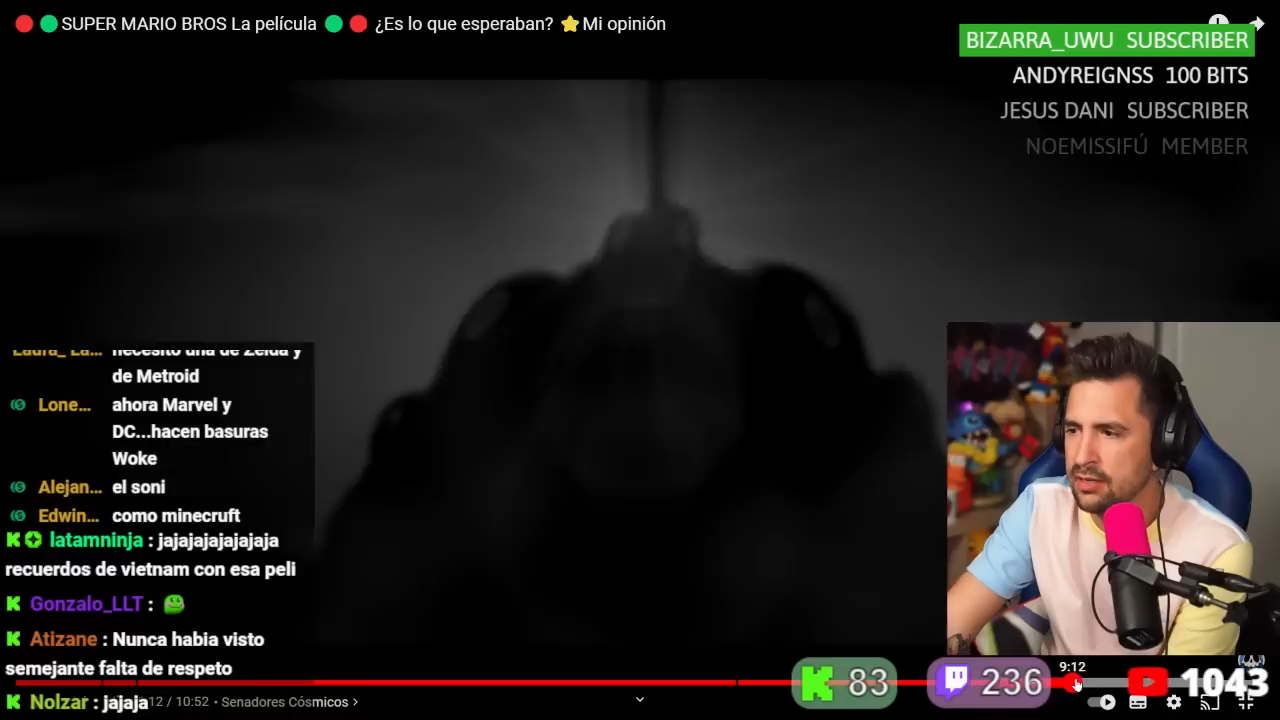 SUPER MARIO BROS La película ¿Es lo que esperaban? Mi opinión
BIZARRA_UWU SUBSCRIBER
ANDYREIGNSS 100 BITS
JESUS DANI SUBSCRIBER
NOEMISSIFÚ MEMBER
Laura_ La... necesito una de Zelda y
de Metroid
Lone... ahora Marvel y
DC...hacen basuras
Woke
Alejan... el soni
Edwin... como minecruft
latamninja : jajajajajajaja
recuerdos de vietnam con esa peli
Gonzalo_LLT :
Atizane : Nunca habia visto
semejante falta de respeto
Nolzar : jajaja
12 / 10:52 • Senadores Cósmicos >
9:12
83
236
1043